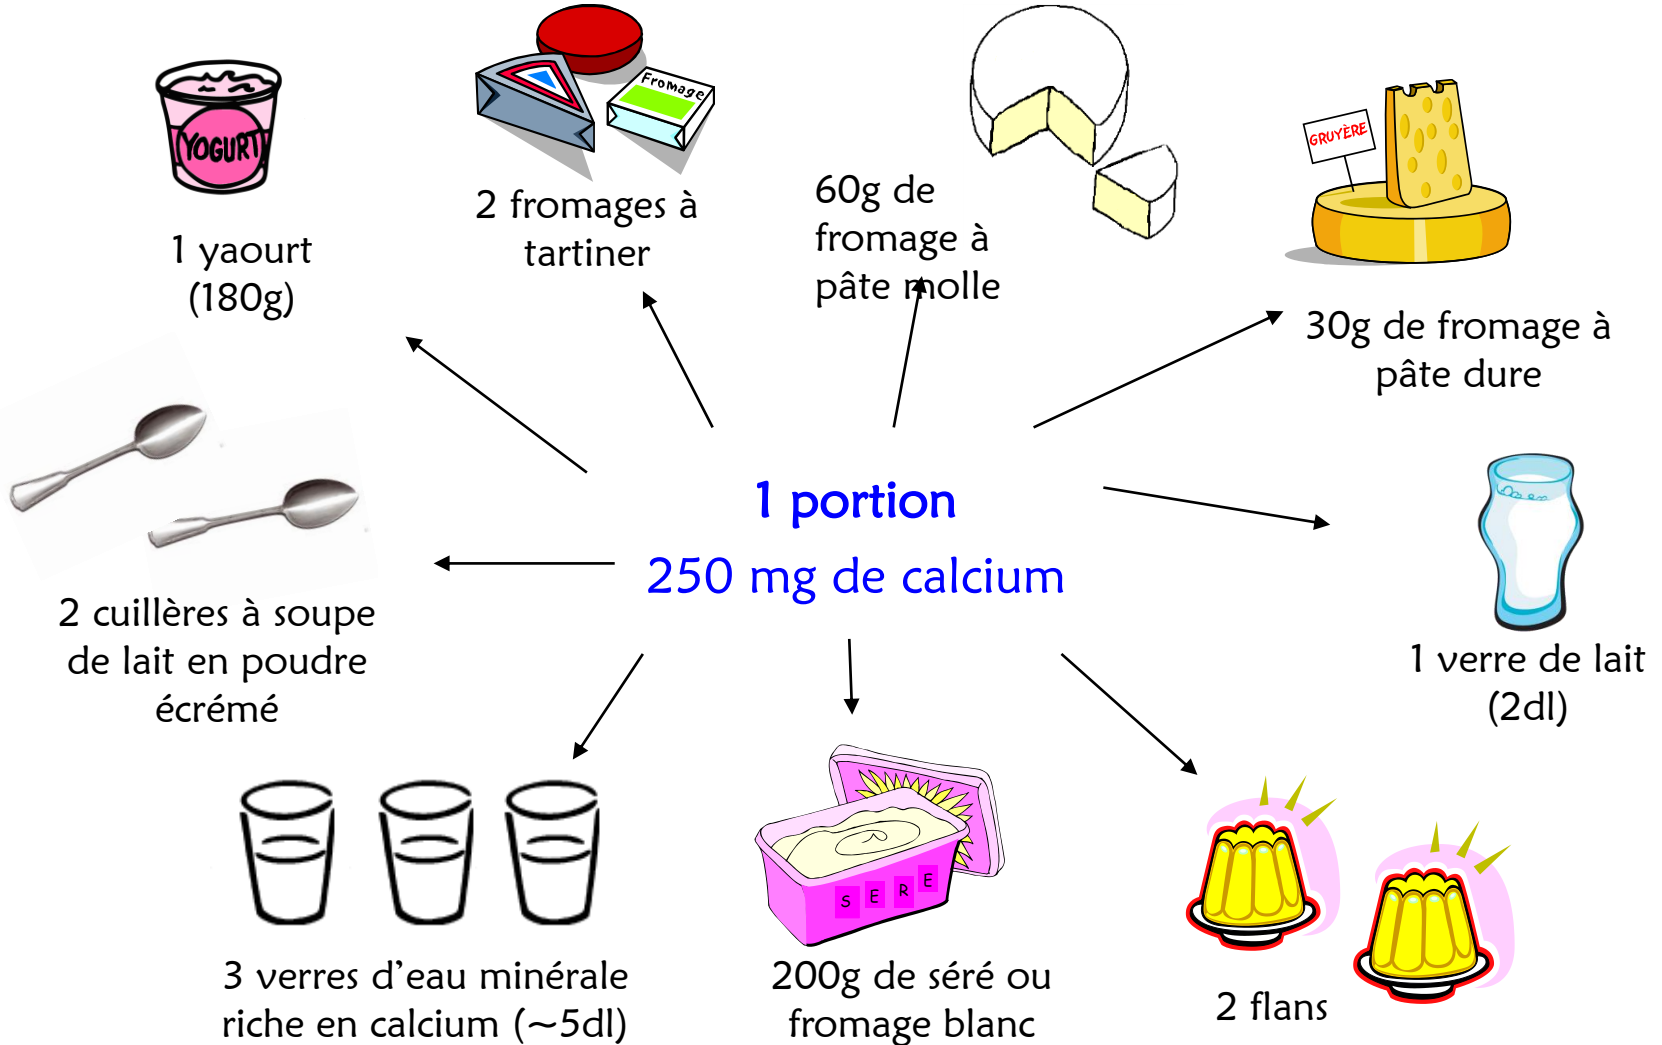 YOGURT
1 yaourt
(180g)
Fromage
2 fromages à
tartiner
60g de
fromage à
pâte molle
GRUYÈRE
30g de fromage à
pâte dure
1 portion
250 mg de calcium
2 cuillères à soupe
de lait en poudre
écrémé
1 verre de lait
(2dl)
3 verres d’eau minérale
riche en calcium (~5dl)
SERE
200g de séré ou
fromage blanc
2 flans